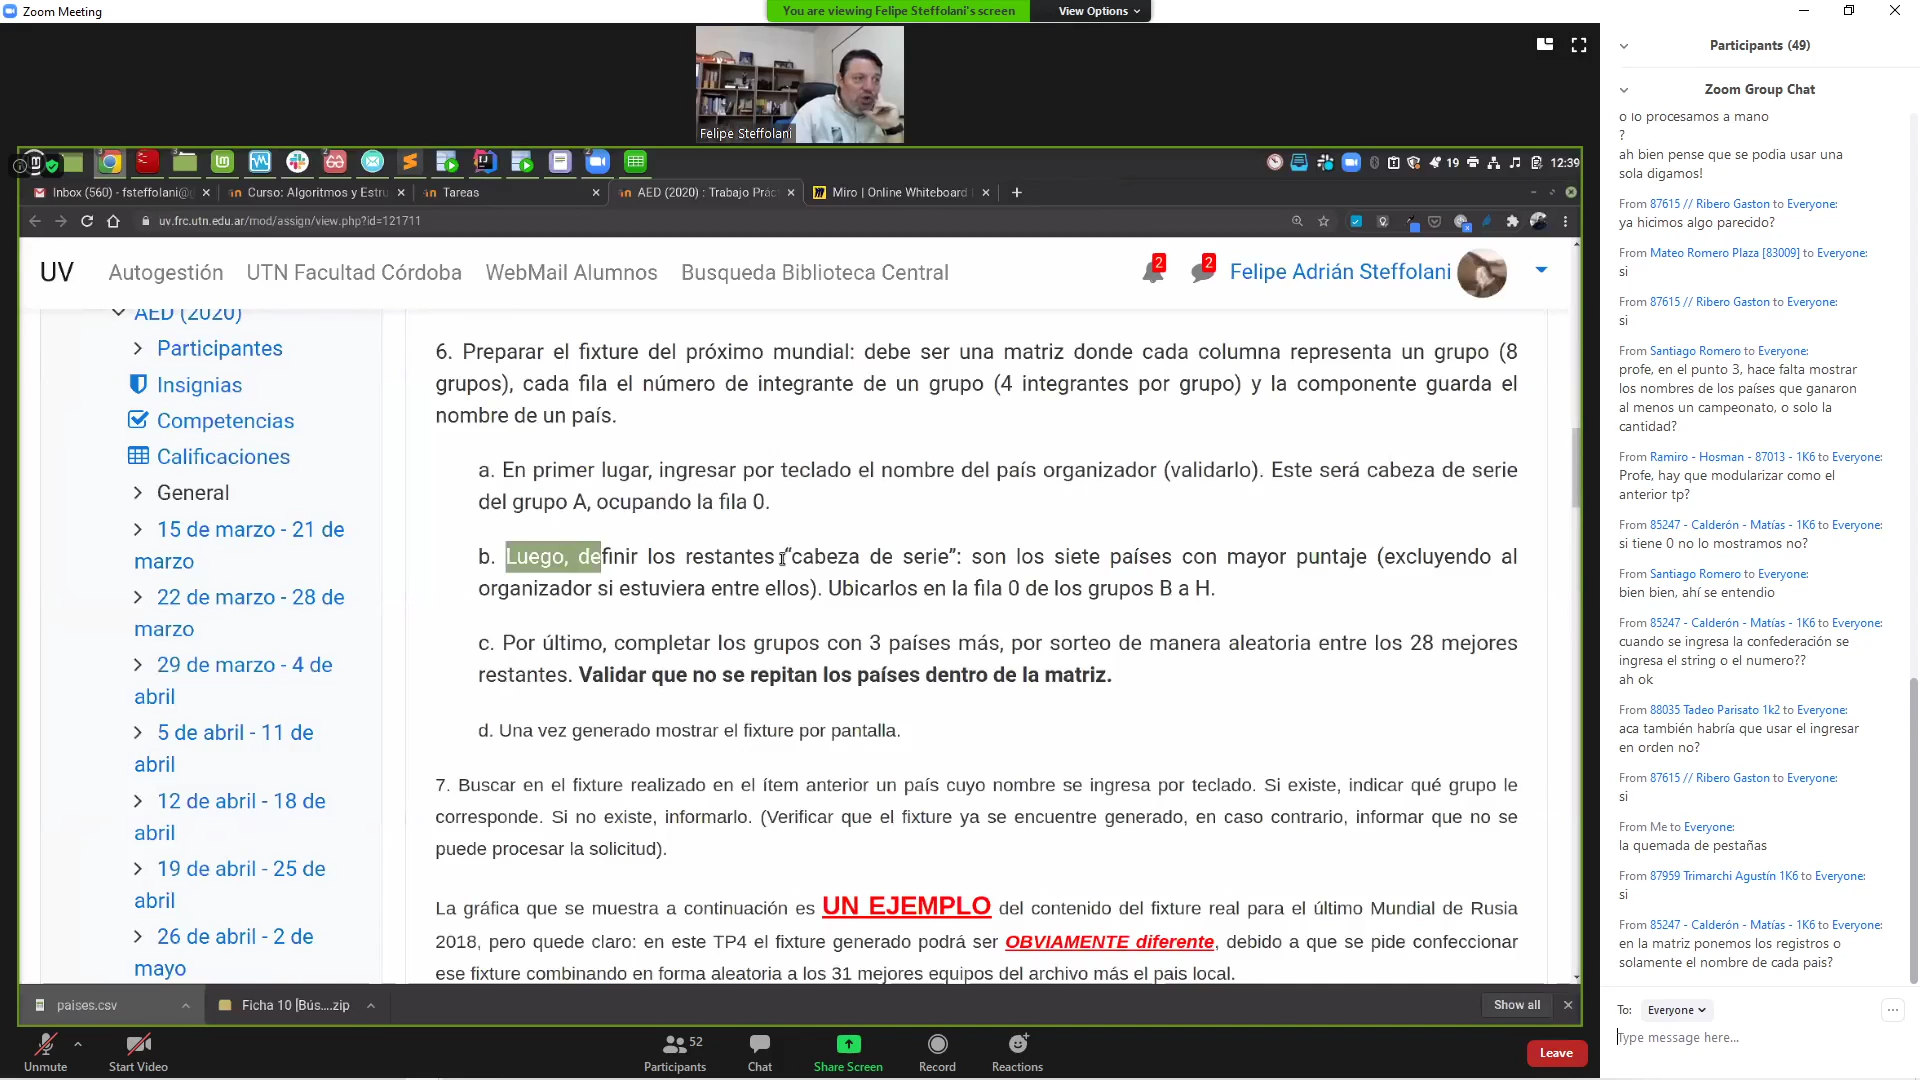 Zoom Meeting
You are viewing Felipe Steffolani's screen
View Options
Felipe Steffolani
19
12:39
Inbox (560) - fsteffolani@
Curso: Algoritmos y Estru
Tareas
AED (2020) : Trabajo Prác
Miro | Online Whiteboard
uv.frc.utn.edu.ar/mod/assign/view.php?id=121711
UV
Autogestión
UTN Facultad Córdoba
WebMail Alumnos
Busqueda Biblioteca Central
2
2
Felipe Adrián Steffolani
AED (2020)
Participantes
Insignias
Competencias
Calificaciones
General
15 de marzo - 21 de
marzo
22 de marzo - 28 de
marzo
29 de marzo - 4 de
abril
5 de abril - 11 de
abril
12 de abril - 18 de
abril
19 de abril - 25 de
abril
26 de abril - 2 de
mayo
6. Preparar el fixture del próximo mundial: debe ser una matriz donde cada columna representa un grupo (8
grupos), cada fila el número de integrante de un grupo (4 integrantes por grupo) y la componente guarda el
nombre de un país.
a. En primer lugar, ingresar por teclado el nombre del país organizador (validarlo). Este será cabeza de serie
del grupo A, ocupando la fila 0.
b. Luego, definir los restantes “cabeza de serie”: son los siete países con mayor puntaje (excluyendo al
organizador si estuviera entre ellos). Ubicarlos en la fila 0 de los grupos B a H.
c. Por último, completar los grupos con 3 países más, por sorteo de manera aleatoria entre los 28 mejores
restantes. Validar que no se repitan los países dentro de la matriz.
d. Una vez generado mostrar el fixture por pantalla.
7. Buscar en el fixture realizado en el ítem anterior un país cuyo nombre se ingresa por teclado. Si existe, indicar qué grupo le
corresponde. Si no existe, informarlo. (Verificar que el fixture ya se encuentre generado, en caso contrario, informar que no se
puede procesar la solicitud).
La gráfica que se muestra a continuación es UN EJEMPLO del contenido del fixture real para el último Mundial de Rusia
2018, pero quede claro: en este TP4 el fixture generado podrá ser OBVIAMENTE diferente, debido a que se pide confeccionar
ese fixture combinando en forma aleatoria a los 31 mejores equipos del archivo más el pais local.
paises.csv
Ficha 10 [Bús....zip
Show all
Unmute
Start Video
52
Participants
Chat
Share Screen
Record
Reactions
Leave
Participants (49)
Zoom Group Chat
o lo procesamos a mano
?
ah bien pense que se podia usar una
sola digamos!
From 87615 // Ribero Gaston to Everyone:
ya hicimos algo parecido?
From Mateo Romero Plaza [83009] to Everyone:
si
From 87615 // Ribero Gaston to Everyone:
si
From Santiago Romero to Everyone:
profe, en el punto 3, hace falta mostrar
los nombres de los países que ganaron
al menos un campeonato, o solo la
cantidad?
From Ramiro - Hosman - 87013 - 1K6 to Everyone:
Profe, hay que modularizar como el
anterior tp?
From 85247 - Calderón - Matías - 1K6 to Everyone:
si tiene 0 no lo mostramos no?
From Santiago Romero to Everyone:
bien bien, ahí se entendio
From 85247 - Calderón - Matías - 1K6 to Everyone:
cuando se ingresa la confederación se
ingresa el string o el numero??
ah ok
From 88035 Tadeo Parisato 1k2 to Everyone:
aca también habría que usar el ingresar
en orden no?
From 87615 // Ribero Gaston to Everyone:
si
From Me to Everyone:
la quemada de pestañas
From 87959 Trimarchi Agustín 1K6 to Everyone:
si
From 85247 - Calderón - Matías - 1K6 to Everyone:
en la matriz ponemos los registros o
solamente el nombre de cada pais?
To: Everyone
Type message here...